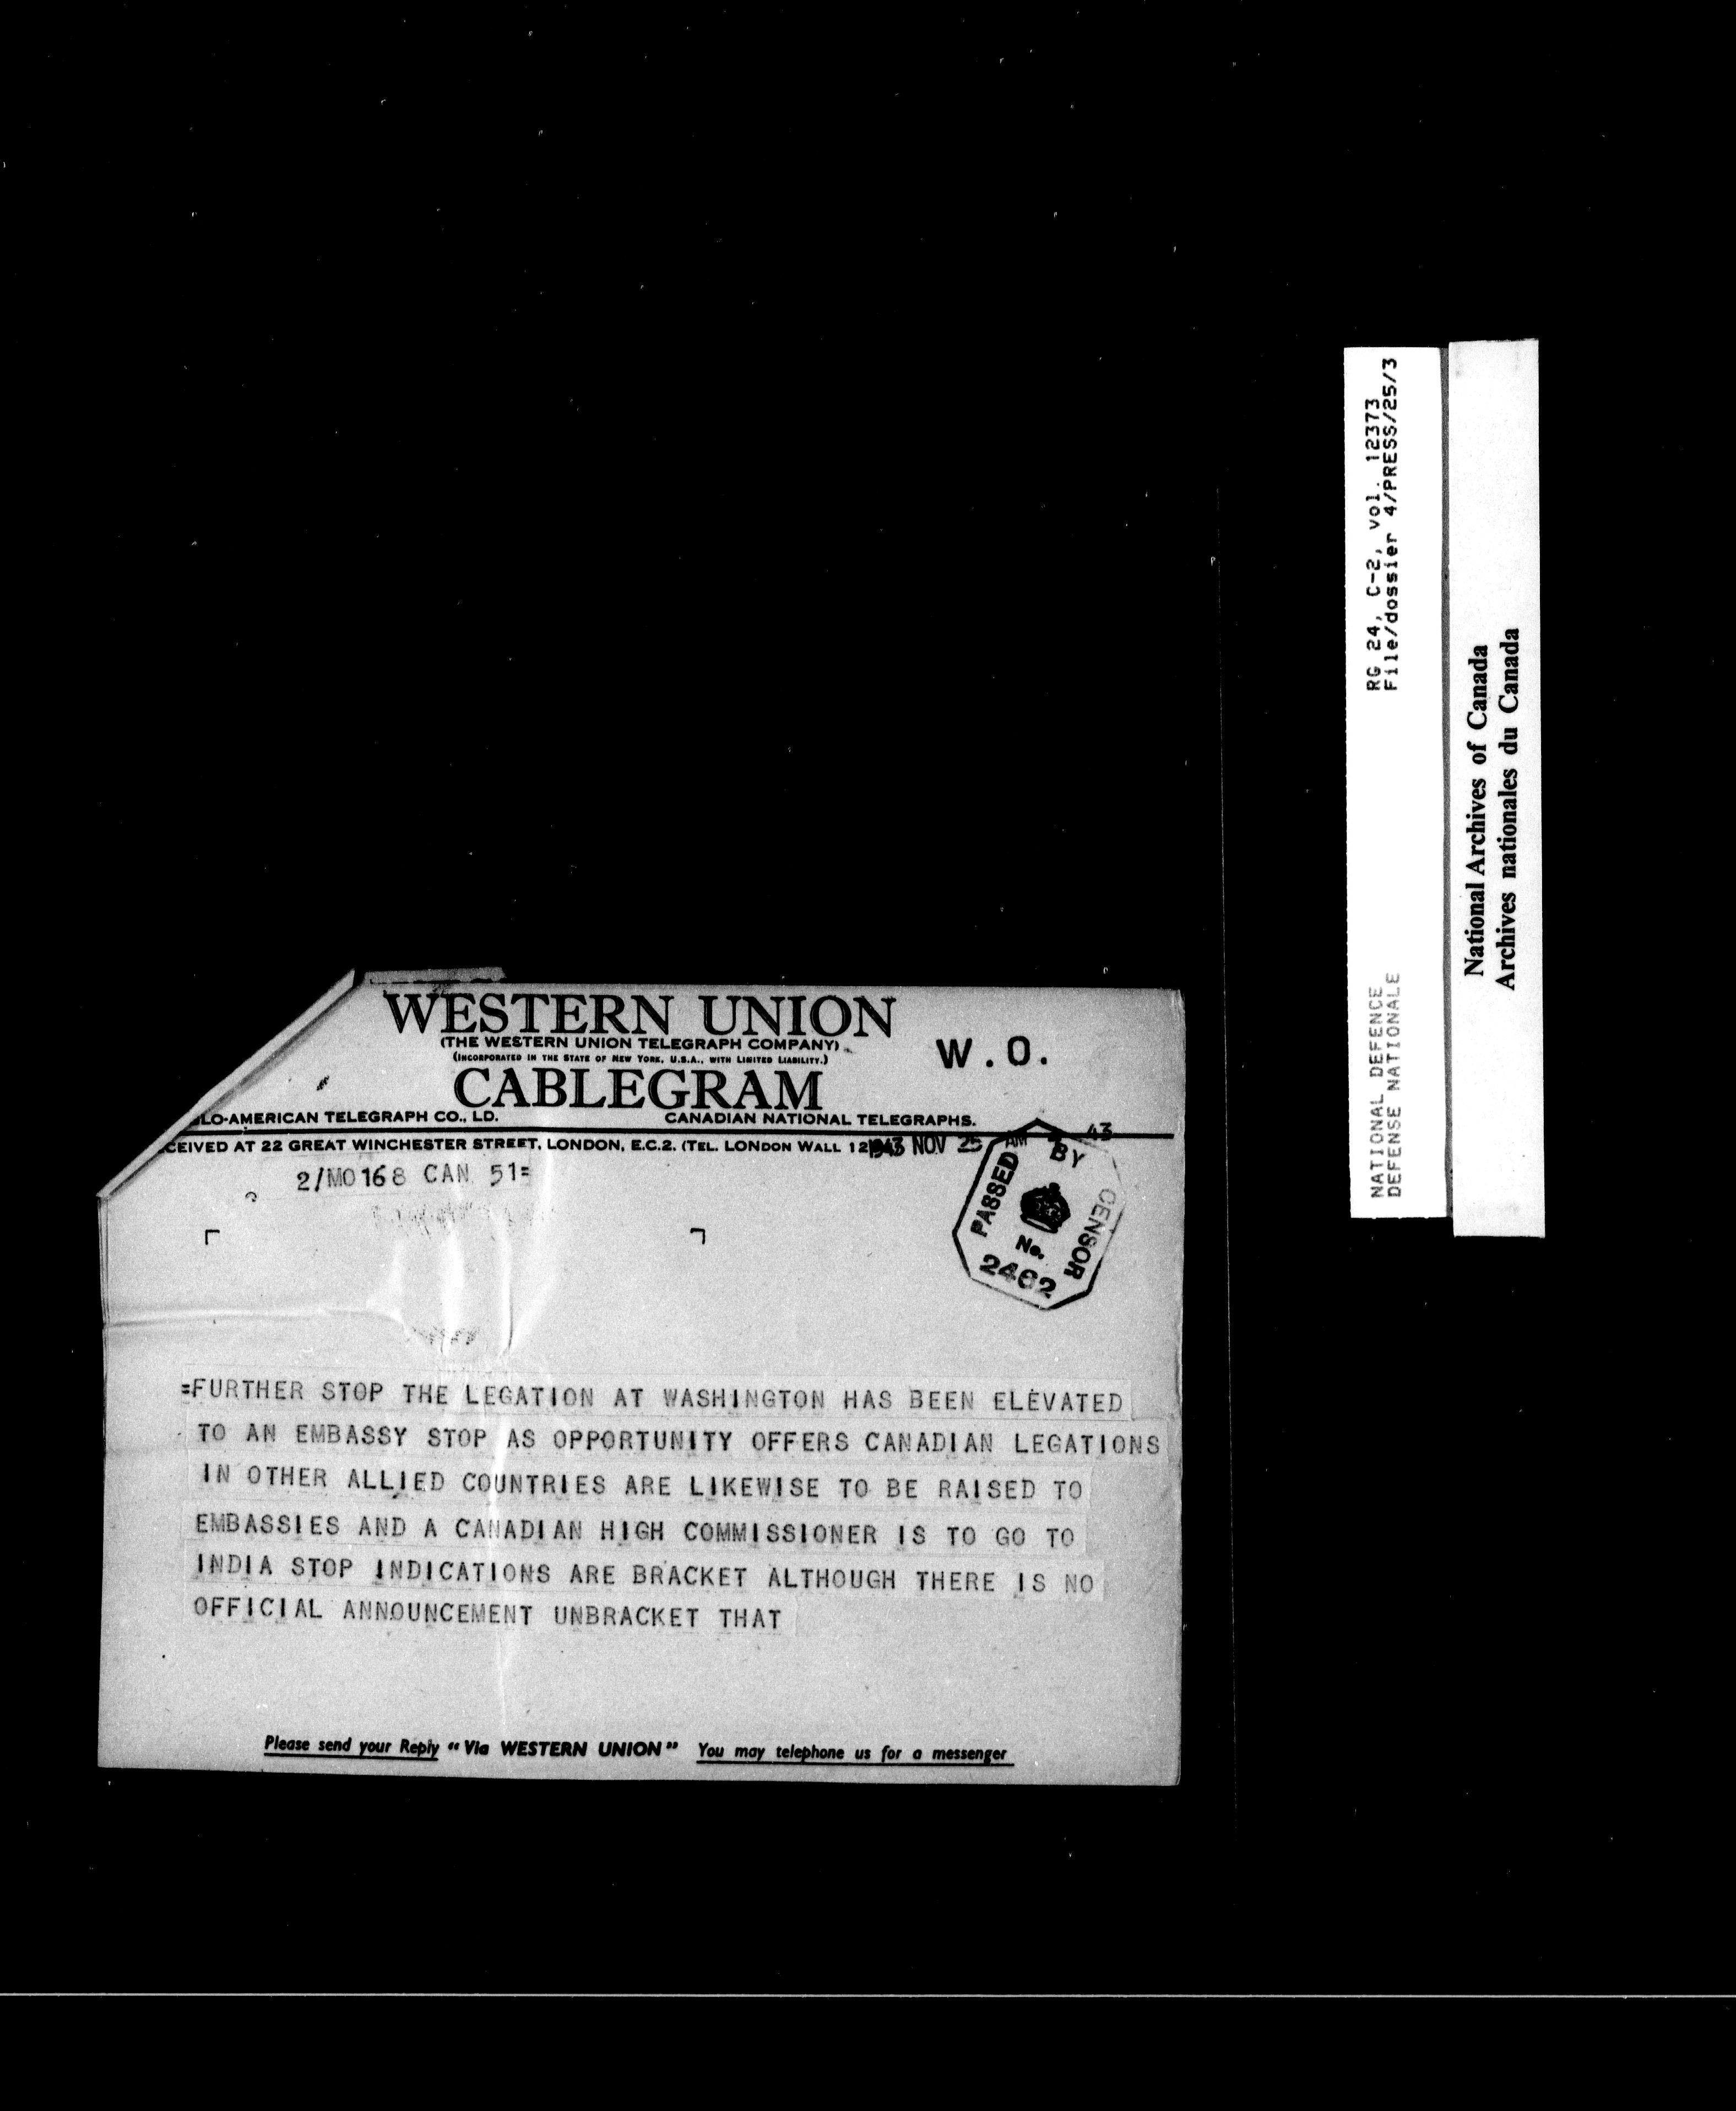 WESTERN UNION
(THE WESTERN UNION TELEGRAPH COMPANY)
(INCORPORATED IN THE STATE OF NEW YORK, U.S.A., WITH LIMITED LIABILITY.)
W.O.
CABLEGRAM
LO-AMERICAN TELEGRAPH CO., LD. CANADIAN NATIONAL TELEGRAPHS.
CEIVED AT 22 GREAT WINCHESTER STREET, LONDON, E.C.2. (TEL. LONDON WALL 12 1943 NOV 25 AM 43
2/MO168 CAN 51=
PASSED BY CENSOR
No.
2462
=FURTHER STOP THE LEGATION AT WASHINGTON HAS BEEN ELEVATED
TO AN EMBASSY STOP AS OPPORTUNITY OFFERS CANADIAN LEGATIONS
IN OTHER ALLIED COUNTRIES ARE LIKEWISE TO BE RAISED TO
EMBASSIES AND A CANADIAN HIGH COMMISSIONER IS TO GO TO
INDIA STOP INDICATIONS ARE BRACKET ALTHOUGH THERE IS NO
OFFICIAL ANNOUNCEMENT UNBRACKET THAT
Please send your Reply "Via WESTERN UNION" You may telephone us for a messenger
NATIONAL DEFENCE RG 24, C-2, vol. 12373
DEFENSE NATIONALE File/dossier 4/PRESS/25/3
National Archives of Canada
Archives nationales du Canada